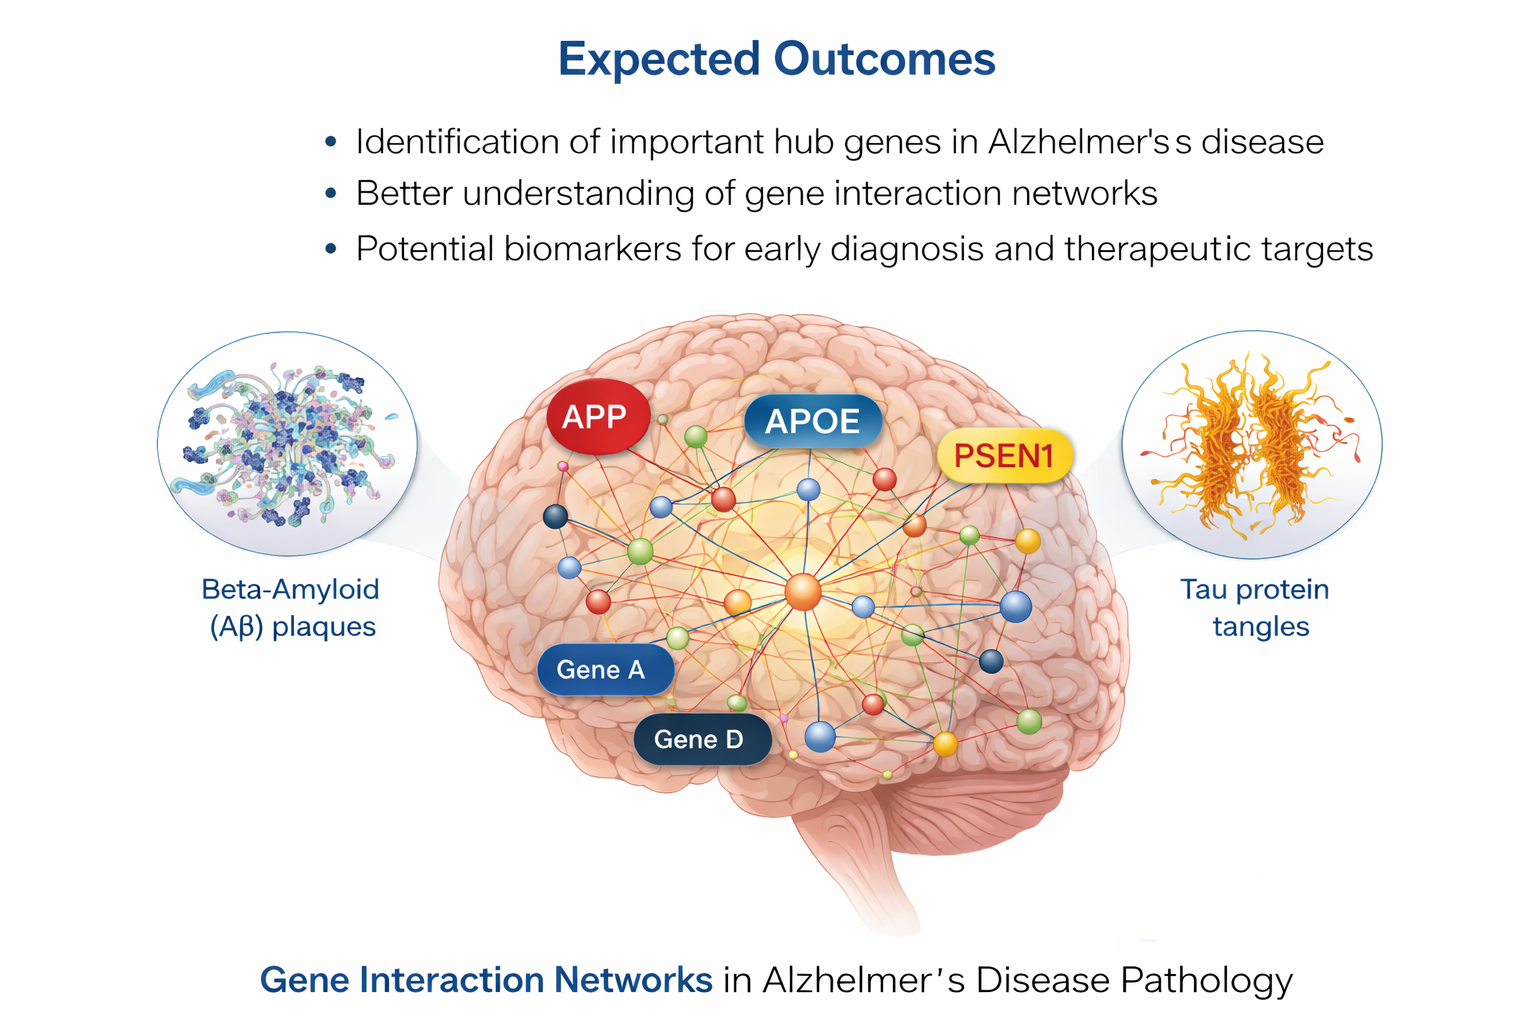 Expected Outcomes
• Identification of important hub genes in Alzhelmer's s disease
• Better understanding of gene interaction networks
• Potential biomarkers for early diagnosis and therapeutic targets
APP
APOE
PSEN1
Beta-Amyloid
(Aβ) plaques
Tau protein
tangles
Gene A
Gene D
Gene Interaction Networks in Alzhelmer’s Disease Pathology